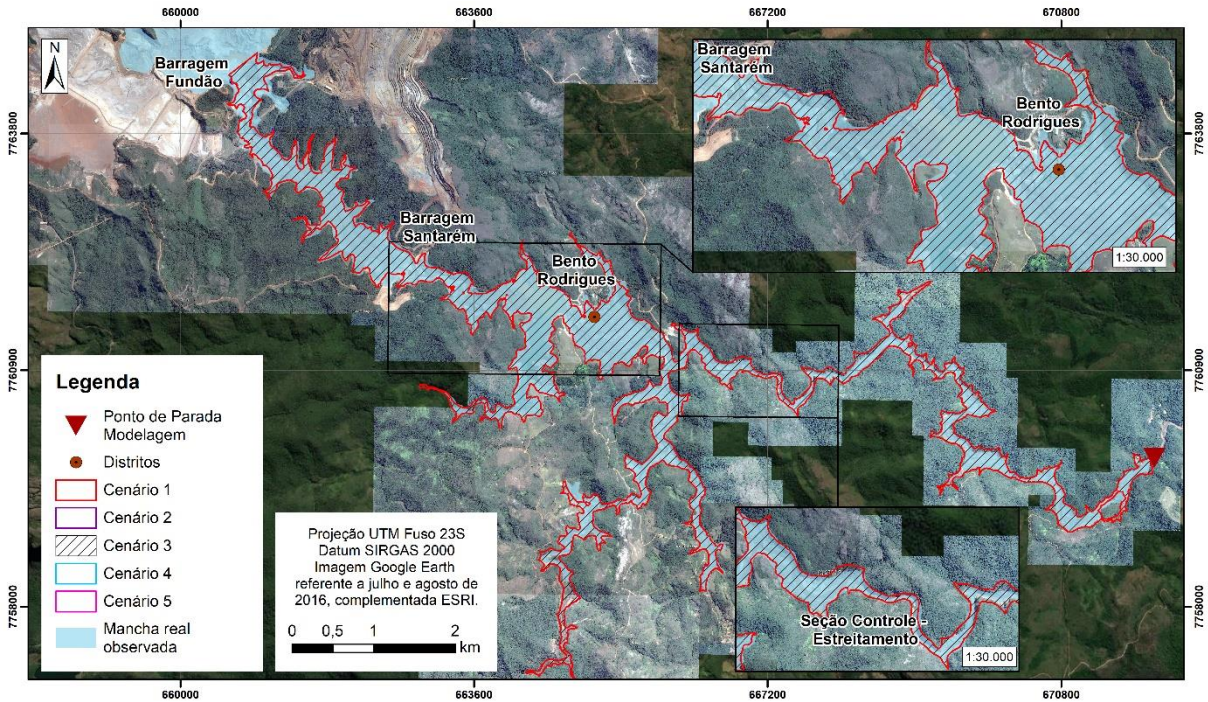 660000
663600
667200
670800
N
Barragem
Fundão
Barragem
Santarém
Bento
Rodrigues
7763800
7763800
1:30.000
Barragem
Santarém
Bento
Rodrigues
7760900
7760900
Legenda
Ponto de Parada
Modelagem
Distritos
Cenário 1
Cenário 2
Cenário 3
Cenário 4
Cenário 5
Mancha real
observada
Projeção UTM Fuso 23S
Datum SIRGAS 2000
Imagem Google Earth
referente a julho e agosto de
2016, complementada ESRI.
0 0,5 1 2
km
Seção Controle -
Estreitamento
1:30.000
7758000
7758000
660000
663600
667200
670800